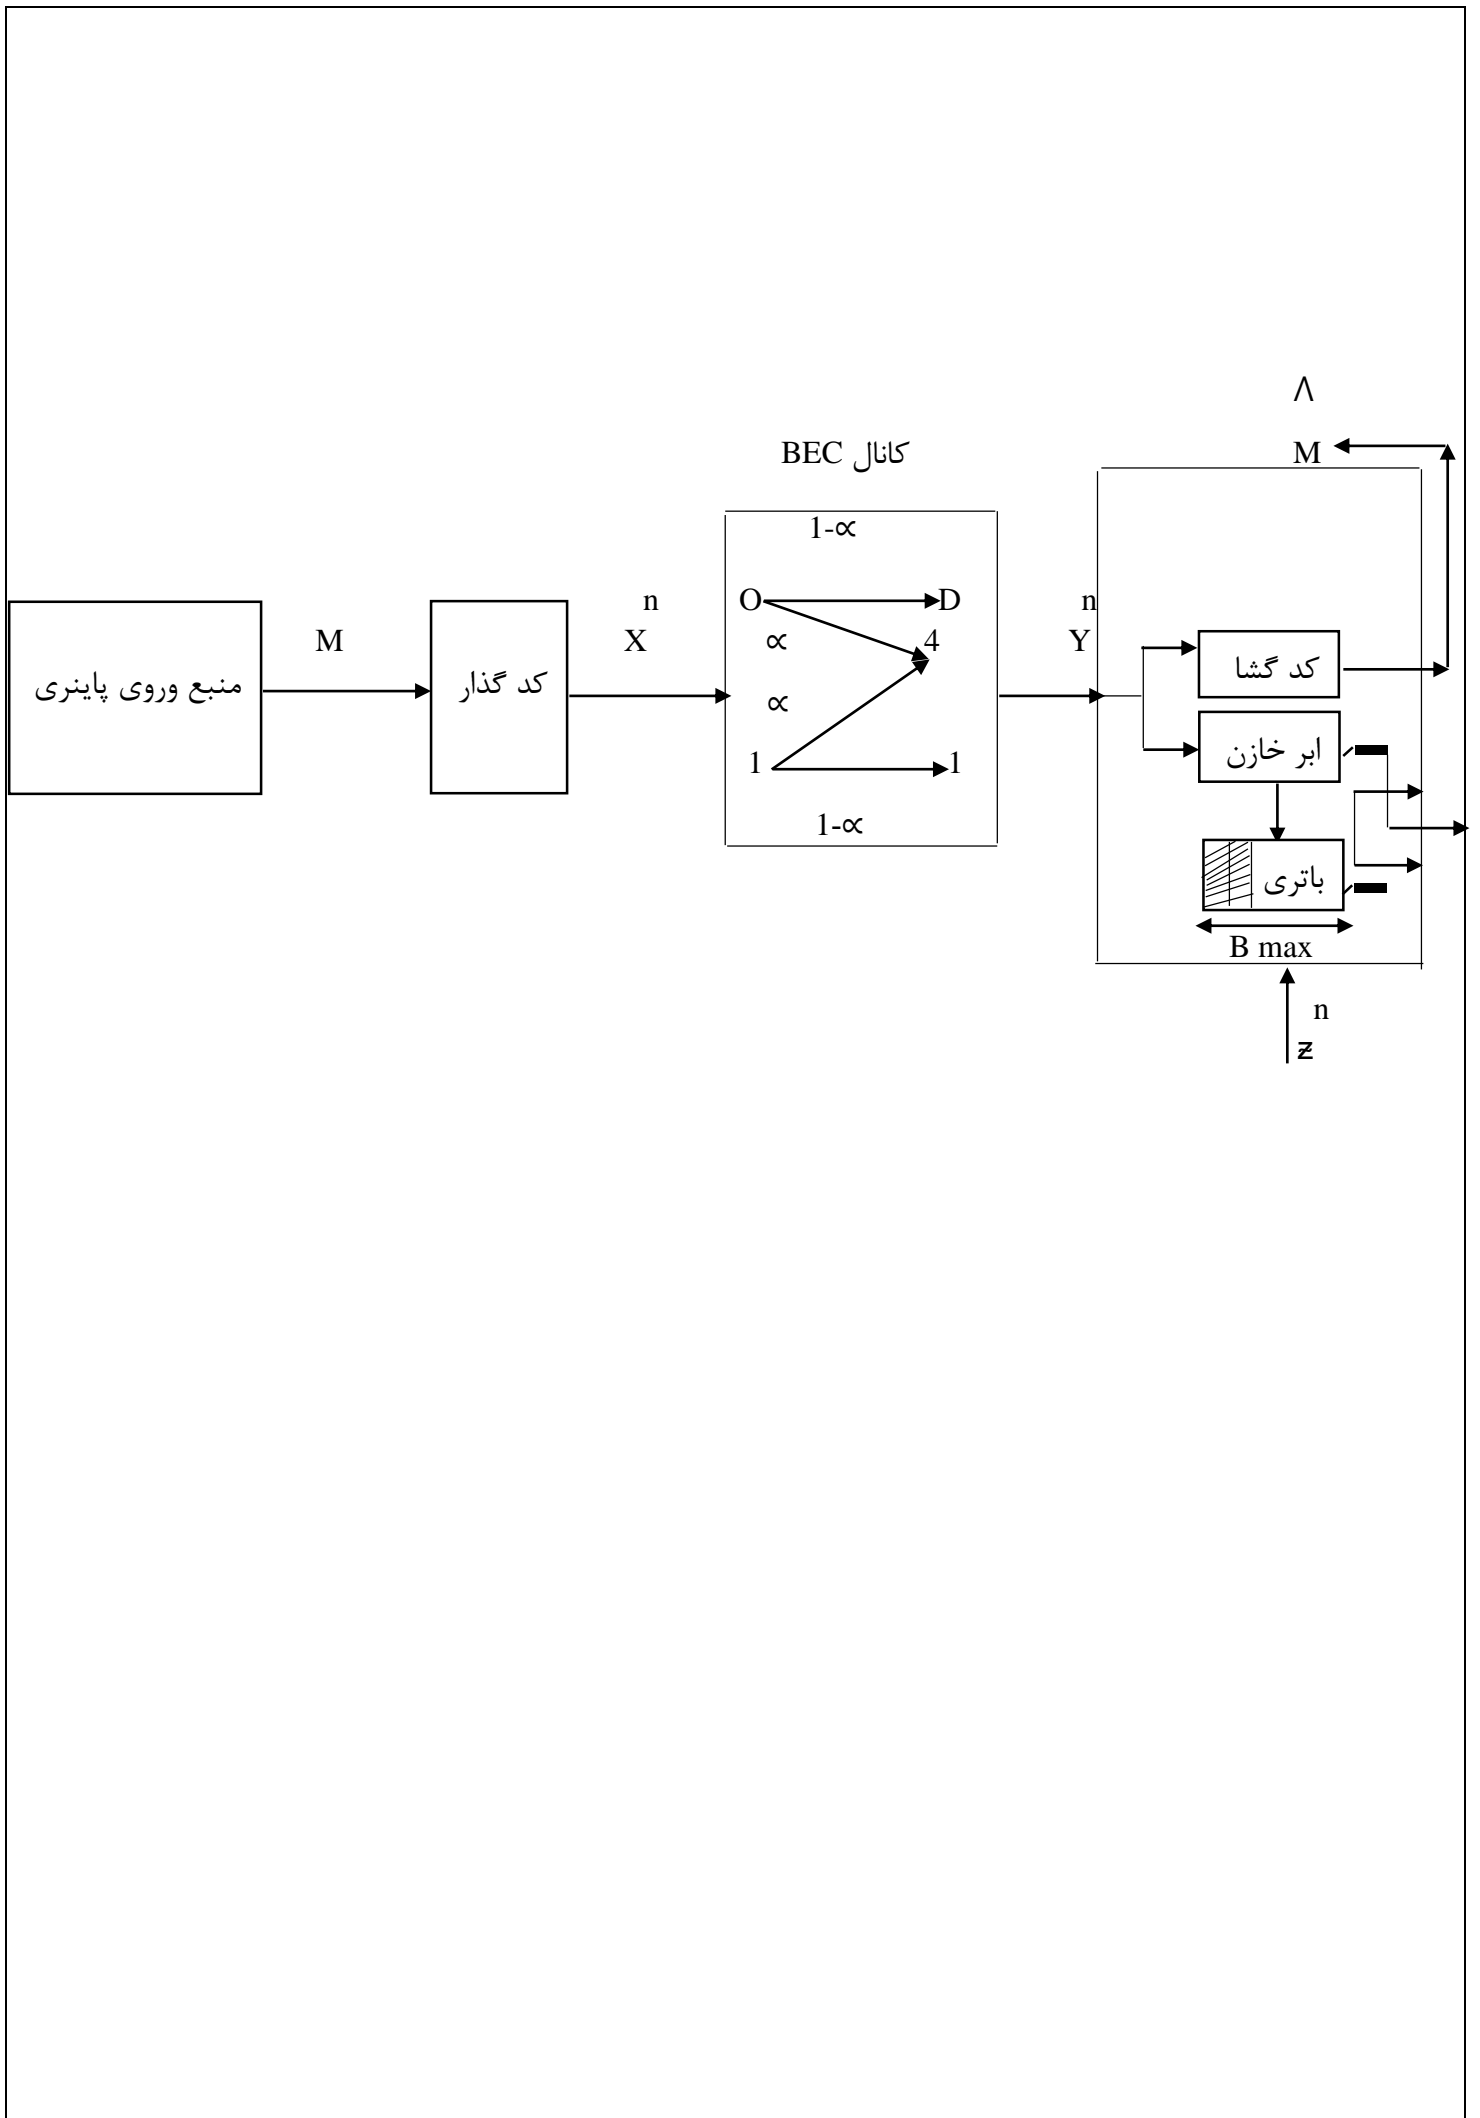 Λ
M
کانال BEC
1-∝
n
O
D
n
M
X
∝
4
Y
کد گشا
منبع وروی پاینری
کد گذار
∝
ابر خازن
1
1
1-∝
باتری
B max
n
Ƶ